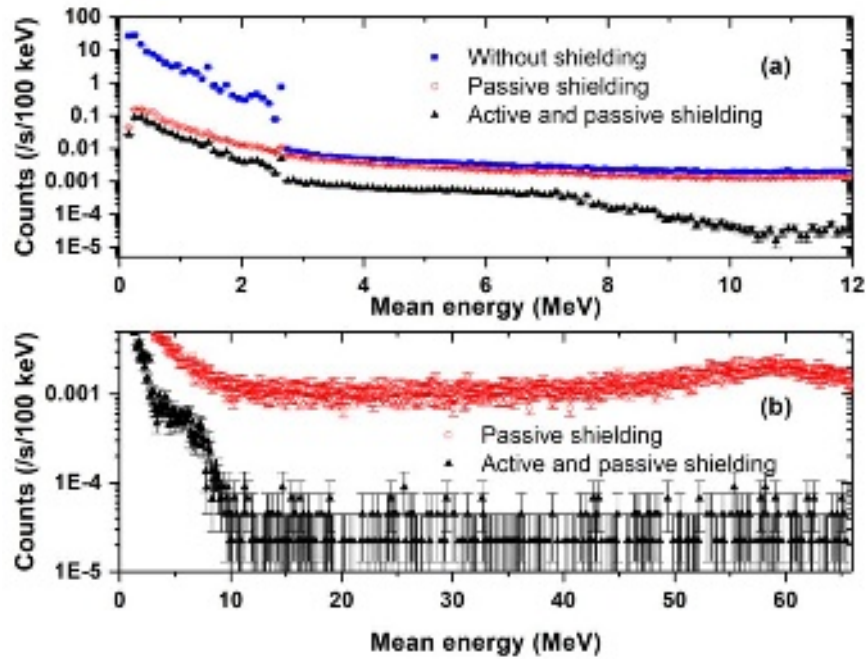 100
10
1
0.1
0.01
0.001
1E-4
1E-5
Counts (/s/100 keV)
Without shielding
Passive shielding
Active and passive shielding
(a)
0 2 4 6 8 10 12
Mean energy (MeV)
0.001
1E-4
1E-5
Counts (/s/100 keV)
(b)
Passive shielding
Active and passive shielding
0 10 20 30 40 50 60
Mean energy (MeV)